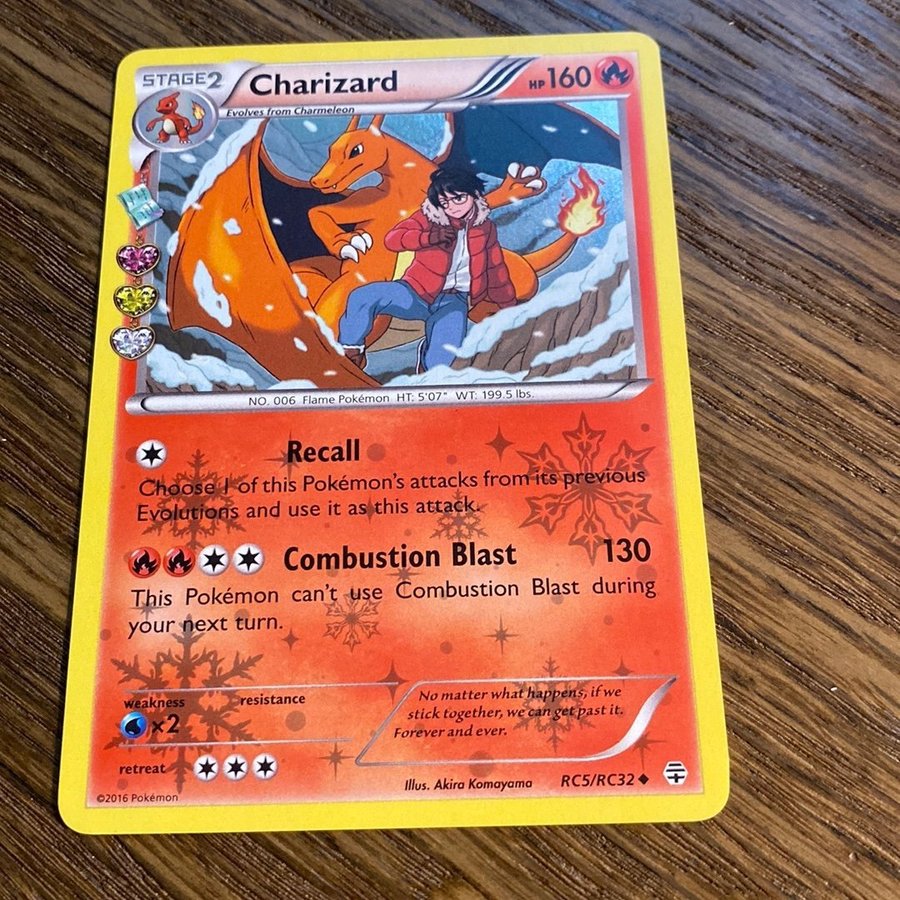 STAGE2 Charizard HP160
Evolves from Charmeleon
NO. 006 Flame Pokémon HT: 5'07" WT: 199.5 lbs.
Recall
Choose 1 of this Pokémon's attacks from its previous
Evolutions and use it as this attack.
Combustion Blast 130
This Pokémon can't use Combustion Blast during
your next turn.
weakness resistance
×2
retreat
No matter what happens, if we
stick together, we can get past it.
Forever and ever.
Illus. Akira Komayama RC5/RC32
©2016 Pokémon